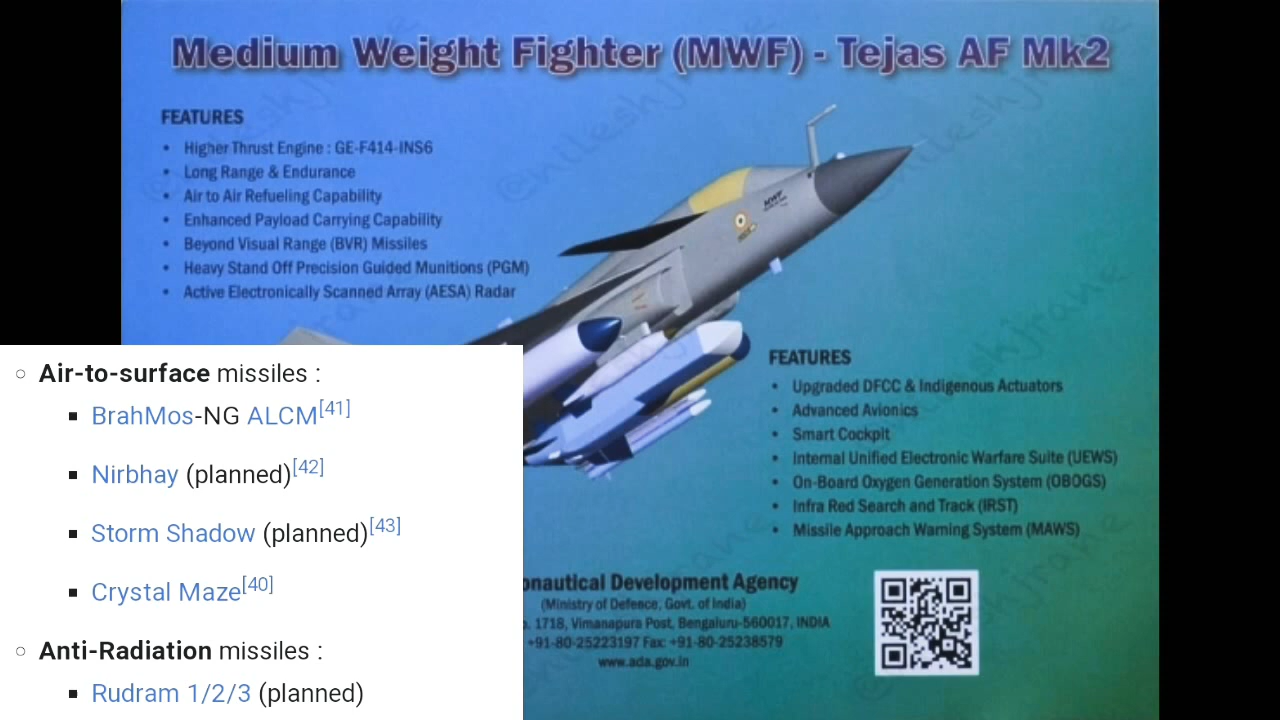 Medium Weight Fighter (MWF) - Tejas AF Mk2
FEATURES
• Higher Thrust Engine : GE-F414-INS6
• Long Range & Endurance
• Air to Air Refueling Capability
• Enhanced Payload Carrying Capability
• Beyond Visual Range (BVR) Missiles
• Heavy Stand Off Precision Guided Munitions (PGM)
• Active Electronically Scanned Array (AESA) Radar
MWF
FEATURES
• Upgraded DFCC & Indigenous Actuators
• Advanced Avionics
• Smart Cockpit
• Internal Unified Electronic Warfare Suite (UEWS)
• On-Board Oxygen Generation System (OBOGS)
• Infra Red Search and Track (IRST)
• Missile Approach Warning System (MAWS)
Air-to-surface missiles :
BrahMos-NG ALCM[41]
Nirbhay (planned)[42]
Storm Shadow (planned)[43]
Crystal Maze[40]
Anti-Radiation missiles :
Rudram 1/2/3 (planned)
onautical Development Agency
(Ministry of Defence, Govt. of India)
. 1718, Vimanapura Post, Bengaluru-560017, INDIA
+91-80-25223197 Fax: +91-80-25238579
www.ada.gov.in
@nileshjrane